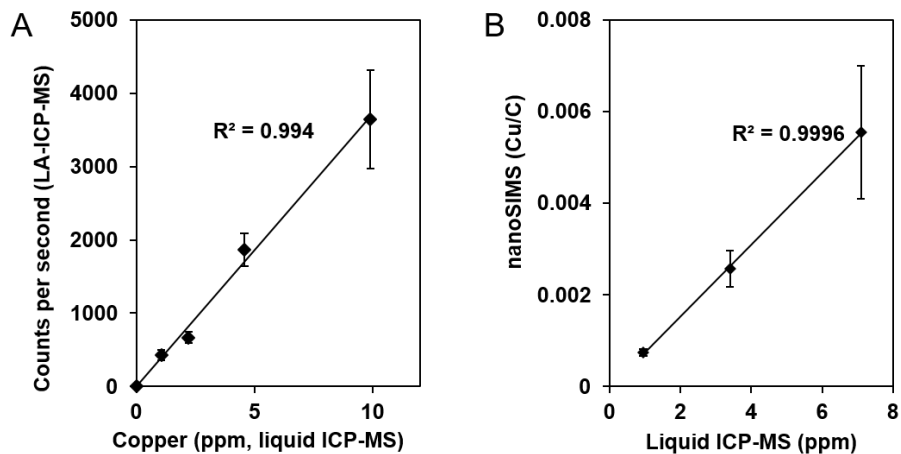 A
Counts per second (LA-ICP-MS)
5000
4000
3000
2000
1000
0
R² = 0.994
0
5
10
Copper (ppm, liquid ICP-MS)
B
nanoSIMS (Cu/C)
0.008
0.006
0.004
0.002
0
R² = 0.9996
0
2
4
6
8
Liquid ICP-MS (ppm)